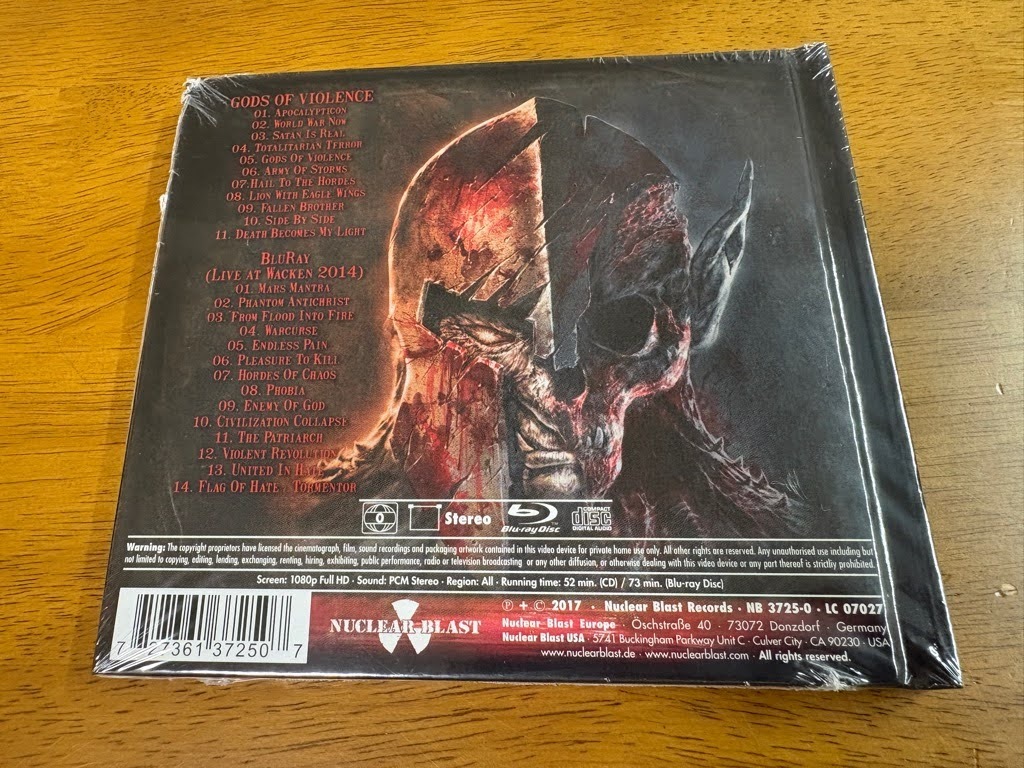 GODS OF VIOLENCE
01. APOCALYPTICON
02. WORLD WAR NOW
03. SATAN IS REAL
04. TOTALITARIAN TERROR
05. GODS OF VIOLENCE
06. ARMY OF STORMS
07:HAIL TO THE HORDES
08. LION WITH EAGLE WINGS
09. FALLEN BROTHER
10. SIDE BY SIDE
11. DEATH BECOMES MY LIGHT
BLURAY
(LIVE AT WACKEN 2014)
01. MARS MANTRA
02. PHANTOM ANTICHRIST
03. FROM FLOOD INTO FIRE
04. WARCURSE
05. ENDLESS PAIN
06. PLEASURE TO KILL
07. HORDES OF CHAOS
08. PHOBIA
09. ENEMY OF GOD
10. CIVILIZATION COLLAPSE
11. THE PATRIARCH
12. VIOLENT REVOLUTION
13. UNITED IN HATE
14. FLAG OF HATE - TORMENTOR
0 Stereo Blu-ray Disc COMPACT disc DIGITAL AUDIO
Warning: The copyright proprietors have licensed the cinematograph, film, sound recordings and packaging artwork contained in this video device for private home use only. All other rights are reserved. Any unauthorised use including but
not limited to copying, editing, lending, exchanging, renting, hiring, exhibiting, public performance, radio or television broadcasting or any other diffusion, or otherwise dealing with this video device or any part thereof is strictliy prohibited.
Screen: 1080p Full HD · Sound: PCM Stereo · Region: All · Running time: 52 min. (CD) / 73 min. (Blu-ray Disc)
NUCLEAR BLAST
℗ + © 2017 · Nuclear Blast Records · NB 3725-0 · LC 07027
Nuclear Blast Europe · Öschstraße 40 · 73072 Donzdorf · Germany
Nuclear Blast USA · 5741 Buckingham Parkway Unit C · Culver City · CA 90230 · USA
www.nuclearblast.de · www.nuclearblast.com · All rights reserved.
7 27361 37250 7